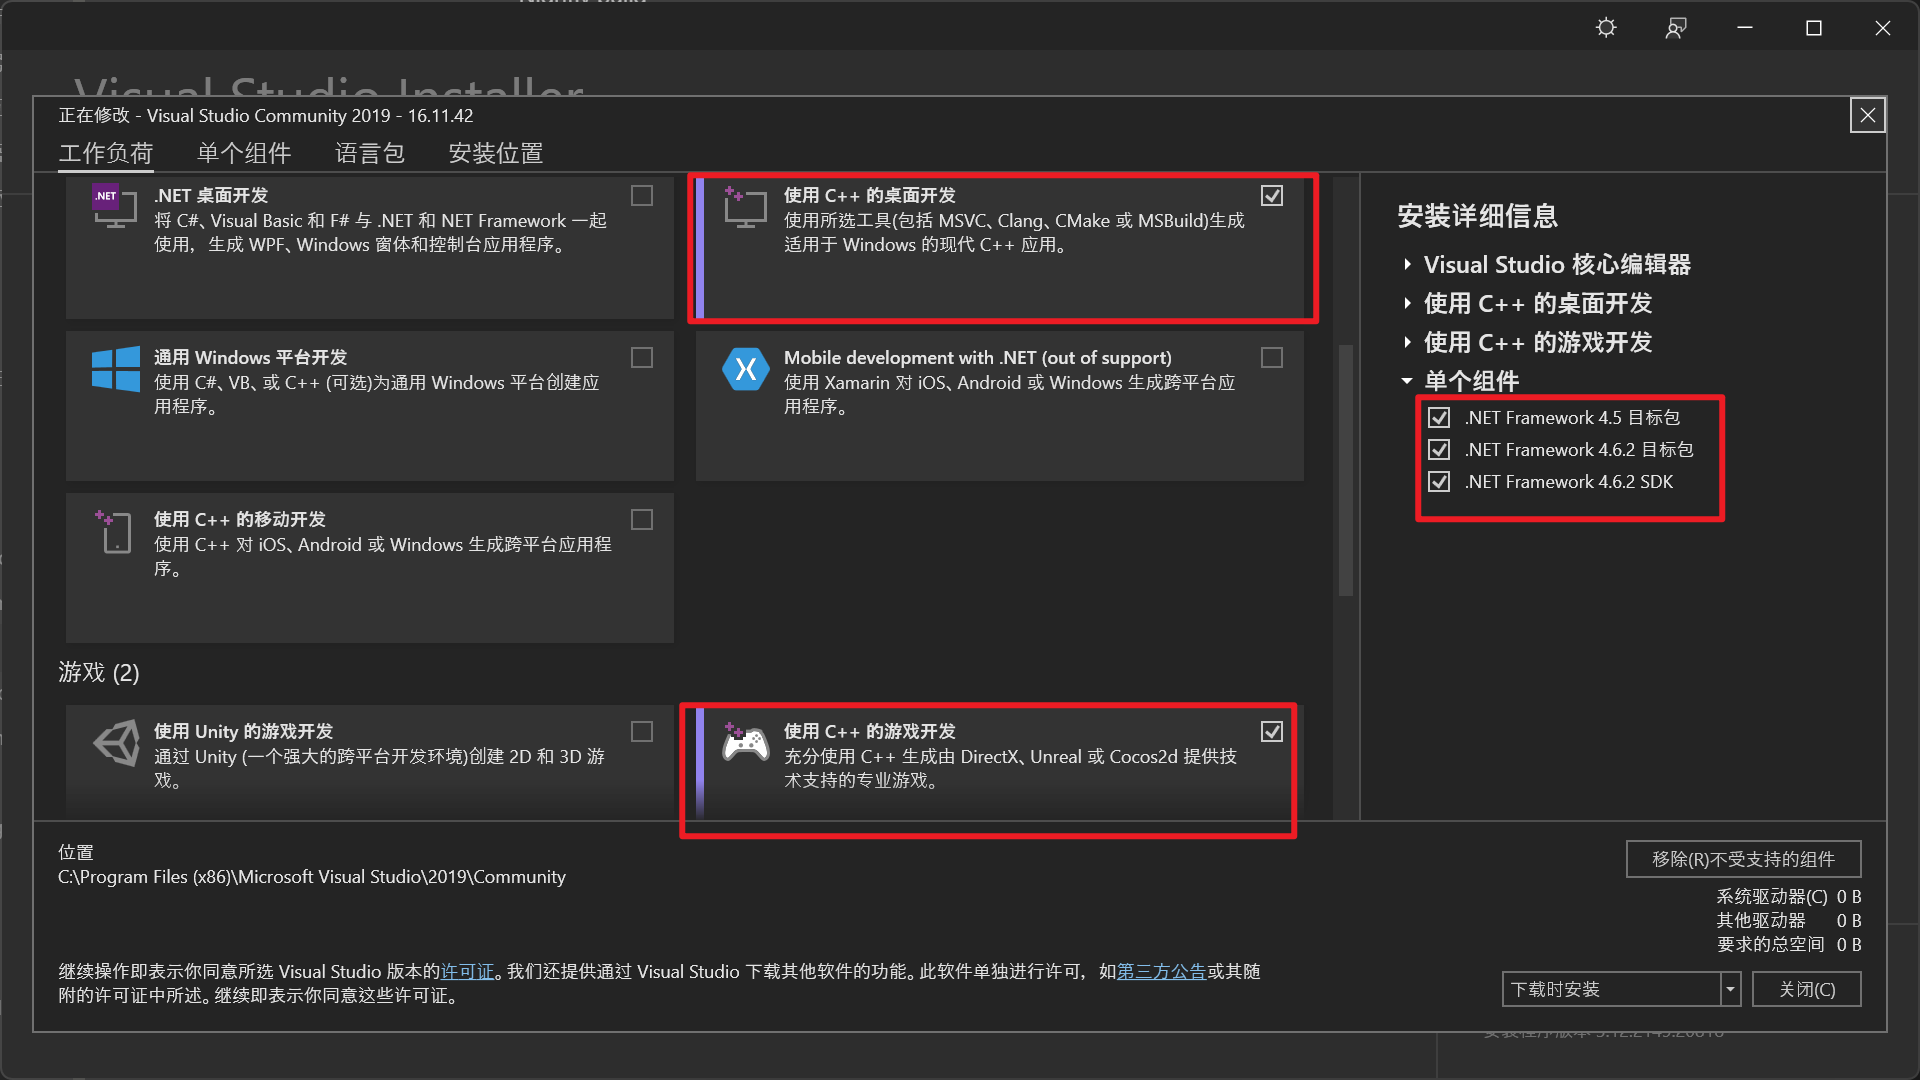 Visual Studio Installer
正在修改 - Visual Studio Community 2019 - 16.11.42
工作负荷
单个组件
语言包
安装位置
.NET
.NET 桌面开发
将 C#、Visual Basic 和 F# 与 .NET 和 NET Framework 一起
使用，生成 WPF、Windows 窗体和控制台应用程序。
使用 C++ 的桌面开发
使用所选工具(包括 MSVC、Clang、CMake 或 MSBuild)生成
适用于 Windows 的现代 C++ 应用。
通用 Windows 平台开发
使用 C#、VB、或 C++ (可选)为通用 Windows 平台创建应
用程序。
Mobile development with .NET (out of support)
使用 Xamarin 对 iOS、Android 或 Windows 生成跨平台应
用程序。
使用 C++ 的移动开发
使用 C++ 对 iOS、Android 或 Windows 生成跨平台应用程
序。
游戏 (2)
使用 Unity 的游戏开发
通过 Unity (一个强大的跨平台开发环境)创建 2D 和 3D 游
戏。
使用 C++ 的游戏开发
充分使用 C++ 生成由 DirectX、Unreal 或 Cocos2d 提供技
术支持的专业游戏。
安装详细信息
Visual Studio 核心编辑器
使用 C++ 的桌面开发
使用 C++ 的游戏开发
单个组件
.NET Framework 4.5 目标包
.NET Framework 4.6.2 目标包
.NET Framework 4.6.2 SDK
位置
C:\Program Files (x86)\Microsoft Visual Studio\2019\Community
继续操作即表示你同意所选 Visual Studio 版本的许可证。我们还提供通过 Visual Studio 下载其他软件的功能。此软件单独进行许可，如第三方公告或其随
附的许可证中所述。继续即表示你同意这些许可证。
移除(R)不受支持的组件
系统驱动器(C) 0 B
其他驱动器 0 B
要求的总空间 0 B
下载时安装
关闭(C)